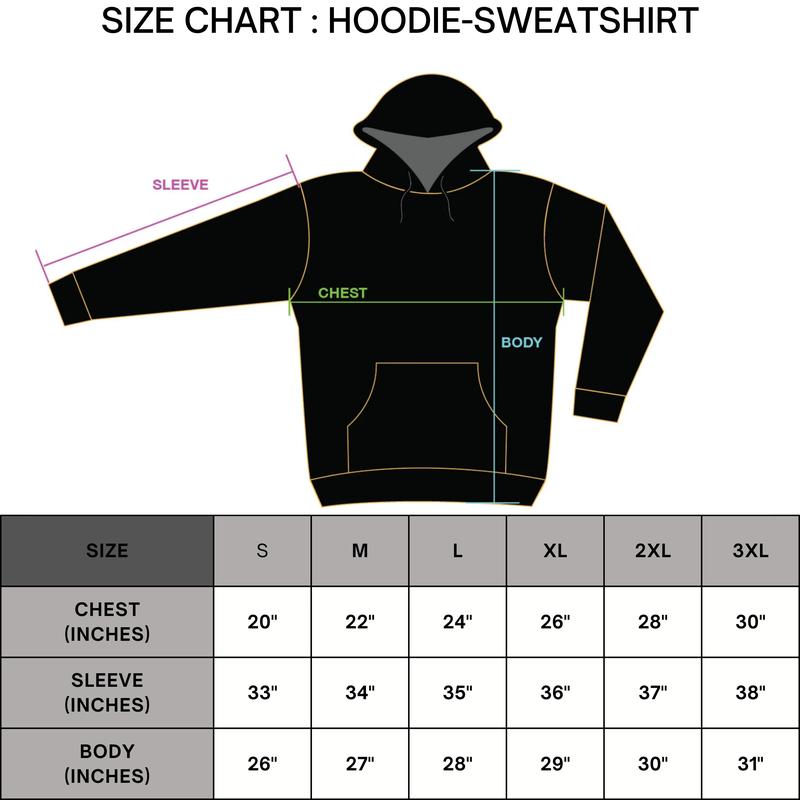 SIZE CHART : HOODIE-SWEATSHIRT
SLEEVE
CHEST
BODY
SIZE S M L XL 2XL 3XL
CHEST
(INCHES) 20" 22" 24" 26" 28" 30"
SLEEVE
(INCHES) 33" 34" 35" 36" 37" 38"
BODY
(INCHES) 26" 27" 28" 29" 30" 31"